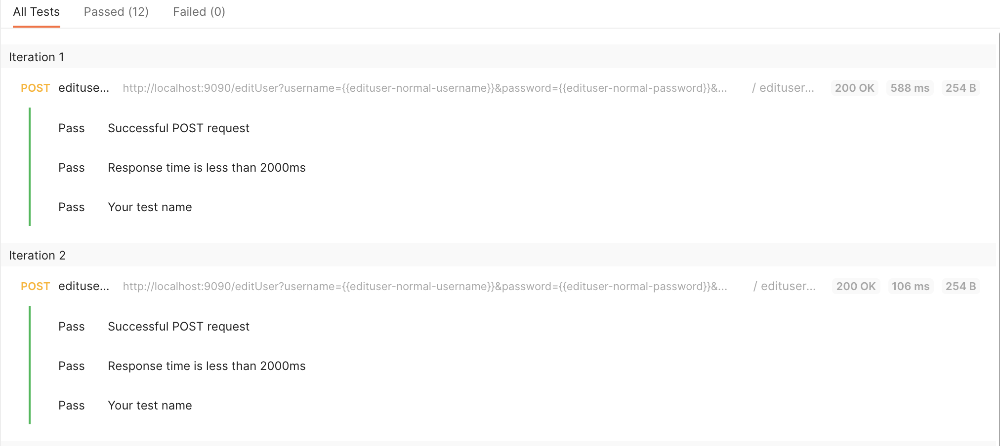 All Tests Passed (12) Failed (0)
Iteration 1
POST edituse... http://localhost:9090/editUser?username={{edituser-normal-username}}&password={{edituser-normal-password}}&... / edituser... 200 OK 588 ms 254 B
Pass Successful POST request
Pass Response time is less than 2000ms
Pass Your test name
Iteration 2
POST edituse... http://localhost:9090/editUser?username={{edituser-normal-username}}&password={{edituser-normal-password}}&... / edituser... 200 OK 106 ms 254 B
Pass Successful POST request
Pass Response time is less than 2000ms
Pass Your test name